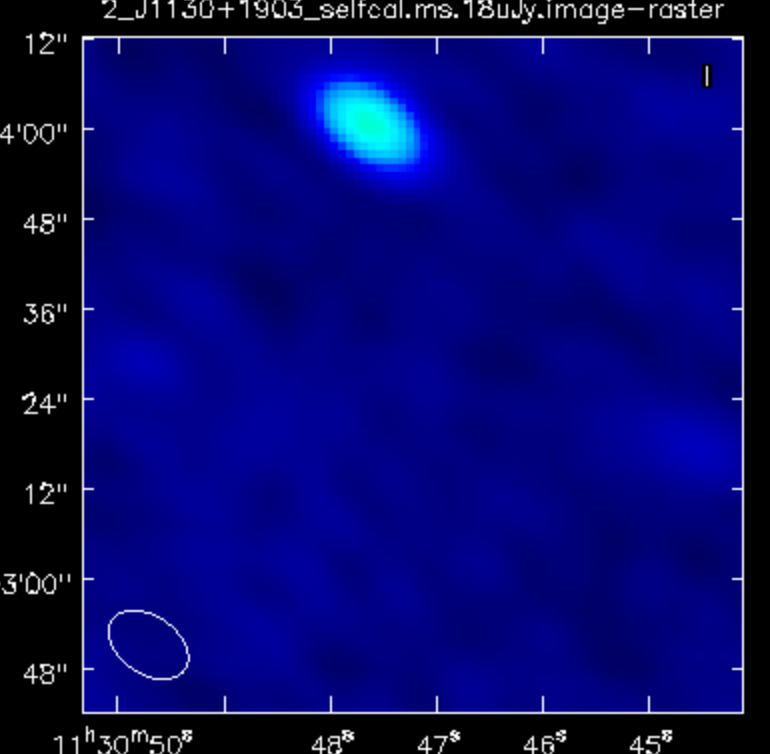 2_J1130+1903_selfcal.ms.18uJy.image-raster
12"
I
4'00"
48"
36"
24"
12"
3'00"
48"
11ʰ30ᵐ50ˢ 48ˢ 47ˢ 46ˢ 45ˢ